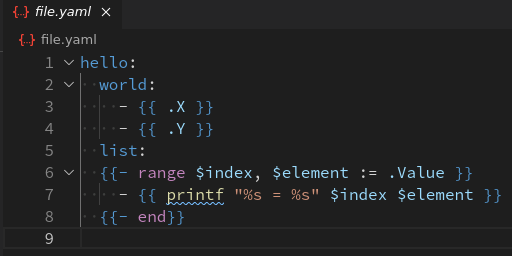 {..} file.yaml ×
{..} file.yaml
1 hello:
2   world:
3     - {{ .X }}
4     - {{ .Y }}
5   list:
6   {{- range $index, $element := .Value }}
7     - {{ printf "%s = %s" $index $element }}
8   {{- end}}
9